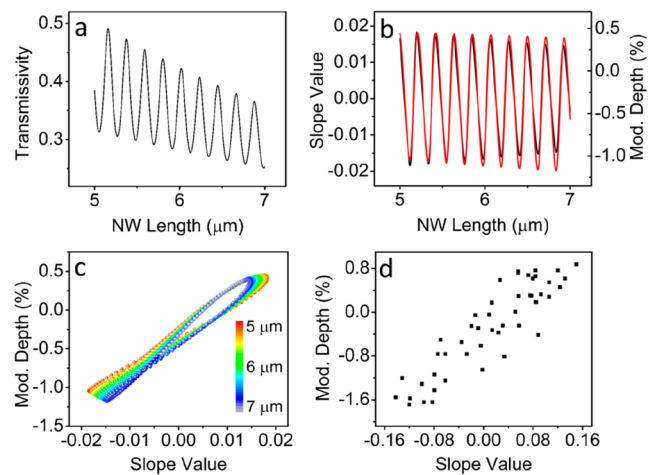 a
0.5
0.4
0.3
Transmissivity
5
6
7
NW Length (μm)
b
0.02
0.01
0.00
-0.01
-0.02
Slope Value
0.5
0.0
-0.5
-1.0
Mod. Depth (%)
5
6
7
NW Length (μm)
c
0.5
0.0
-0.5
-1.0
-1.5
Mod. Depth (%)
5 μm
6 μm
7 μm
-0.02
-0.01
0.00
0.01
0.02
Slope Value
d
0.8
0.0
-0.8
-1.6
Mod. Depth (%)
-0.16
-0.08
0.00
0.08
0.16
Slope Value